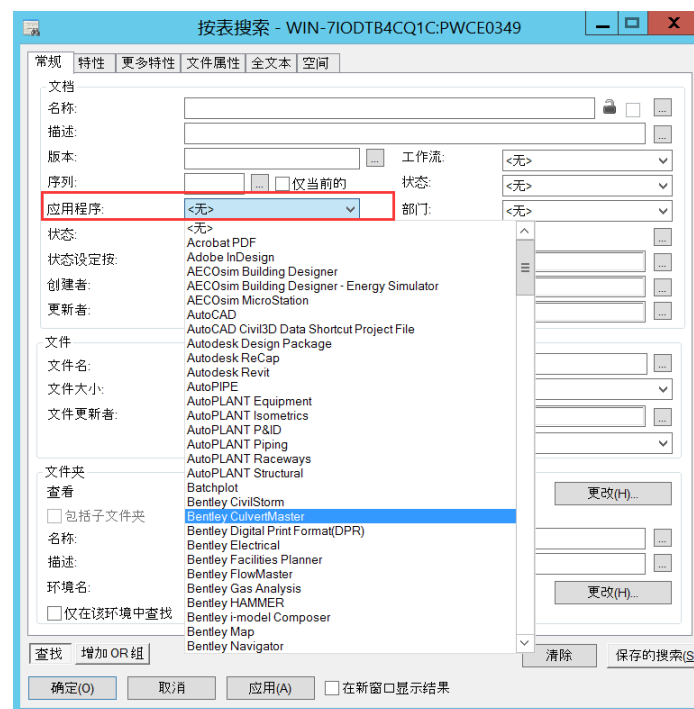 按表搜索 - WIN-7IODTB4CQ1C:PWCE0349
常规 特性 更多特性 文件属性 全文本 空间
文档
名称: ...
描述: ...
版本: ... 工作流: <无>
序列: ... 仅当前的 状态: <无>
应用程序: <无> 部门: <无>
状态: ...
状态设定按: ...
创建者: ...
更新者: ...
<无>
Acrobat PDF
Adobe InDesign
AECOsim Building Designer
AECOsim Building Designer - Energy Simulator
AECOsim MicroStation
AutoCAD
AutoCAD Civil3D Data Shortcut Project File
Autodesk Design Package
Autodesk ReCap
Autodesk Revit
AutoPIPE
AutoPLANT Equipment
AutoPLANT Isometrics
AutoPLANT P&ID
AutoPLANT Piping
AutoPLANT Raceways
AutoPLANT Structural
Batchplot
Bentley CivilStorm
Bentley CulvertMaster
Bentley Digital Print Format(DPR)
Bentley Electrical
Bentley Facilities Planner
Bentley FlowMaster
Bentley Gas Analysis
Bentley HAMMER
Bentley i-model Composer
Bentley Map
Bentley Navigator
文件
文件名: ...
文件大小:
文件更新者: ...
文件夹
查看 更改(H)...
包括子文件夹
名称: ...
描述: ...
环境名: 更改(H)...
仅在该环境中查找
查找 增加 OR 组 清除 保存的搜索(S
确定(O) 取消 应用(A) 在新窗口显示结果